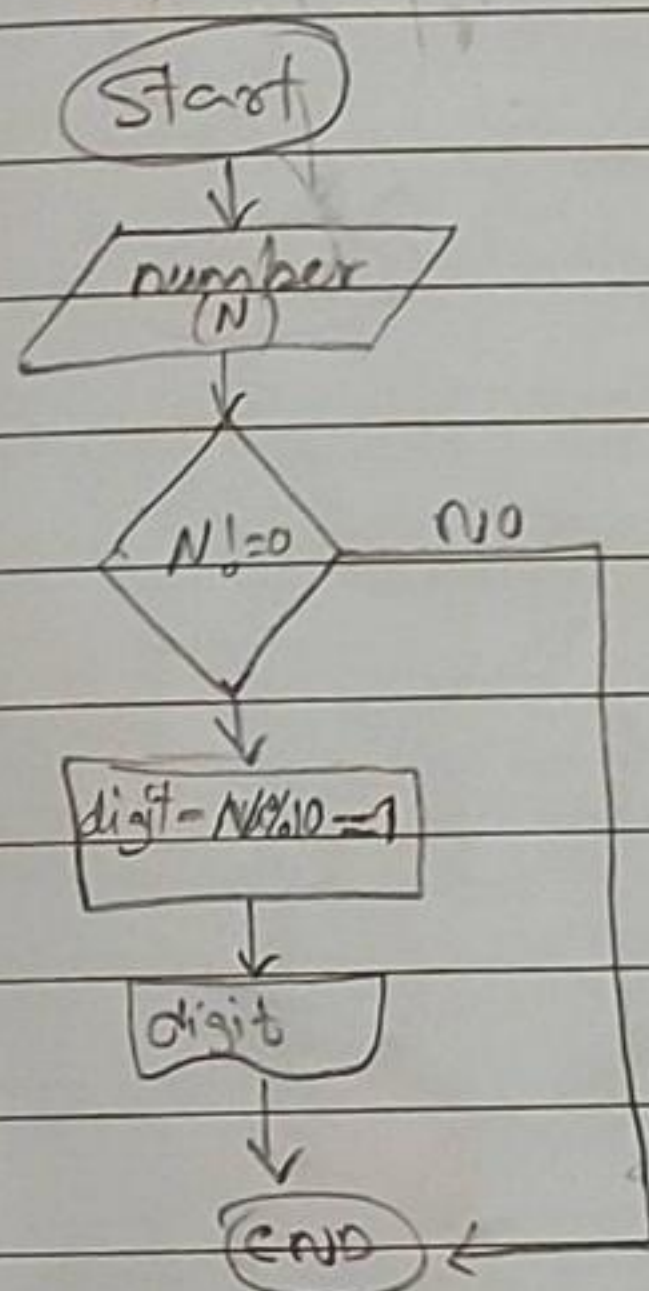 Start
number
(N)
N!=0
NO
digit = N%10 = 1
digit
END